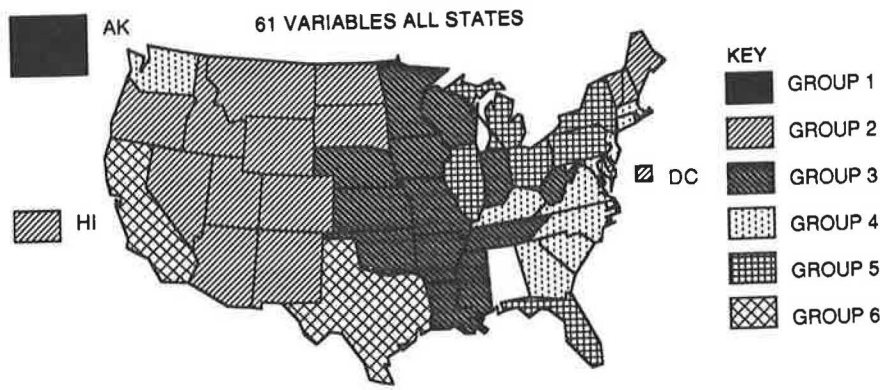 61 VARIABLES ALL STATES
AK
KEY
GROUP 1
GROUP 2
GROUP 3
GROUP 4
GROUP 5
GROUP 6
DC
HI